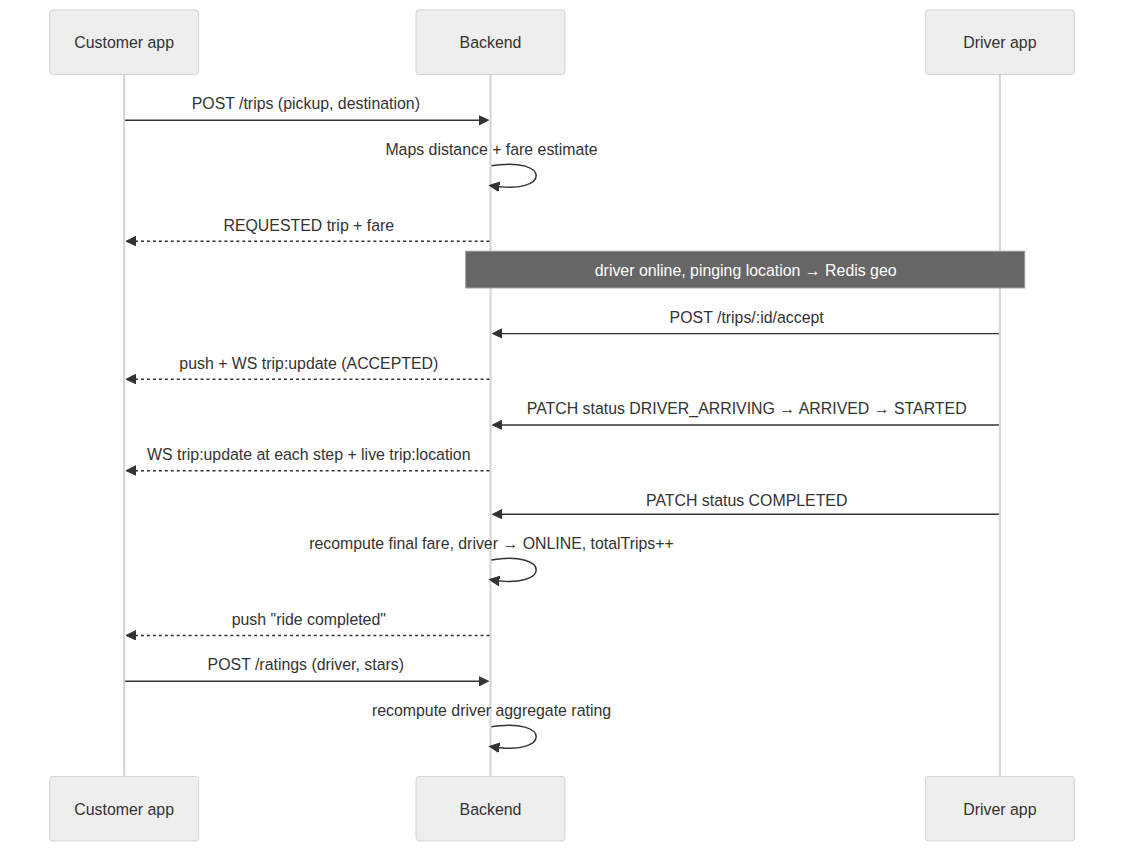 Customer app
Backend
Driver app
POST /trips (pickup, destination)
Maps distance + fare estimate
REQUESTED trip + fare
driver online, pinging location → Redis geo
POST /trips/:id/accept
push + WS trip:update (ACCEPTED)
PATCH status DRIVER_ARRIVING → ARRIVED → STARTED
WS trip:update at each step + live trip:location
PATCH status COMPLETED
recompute final fare, driver → ONLINE, totalTrips++
push "ride completed"
POST /ratings (driver, stars)
recompute driver aggregate rating
Customer app
Backend
Driver app